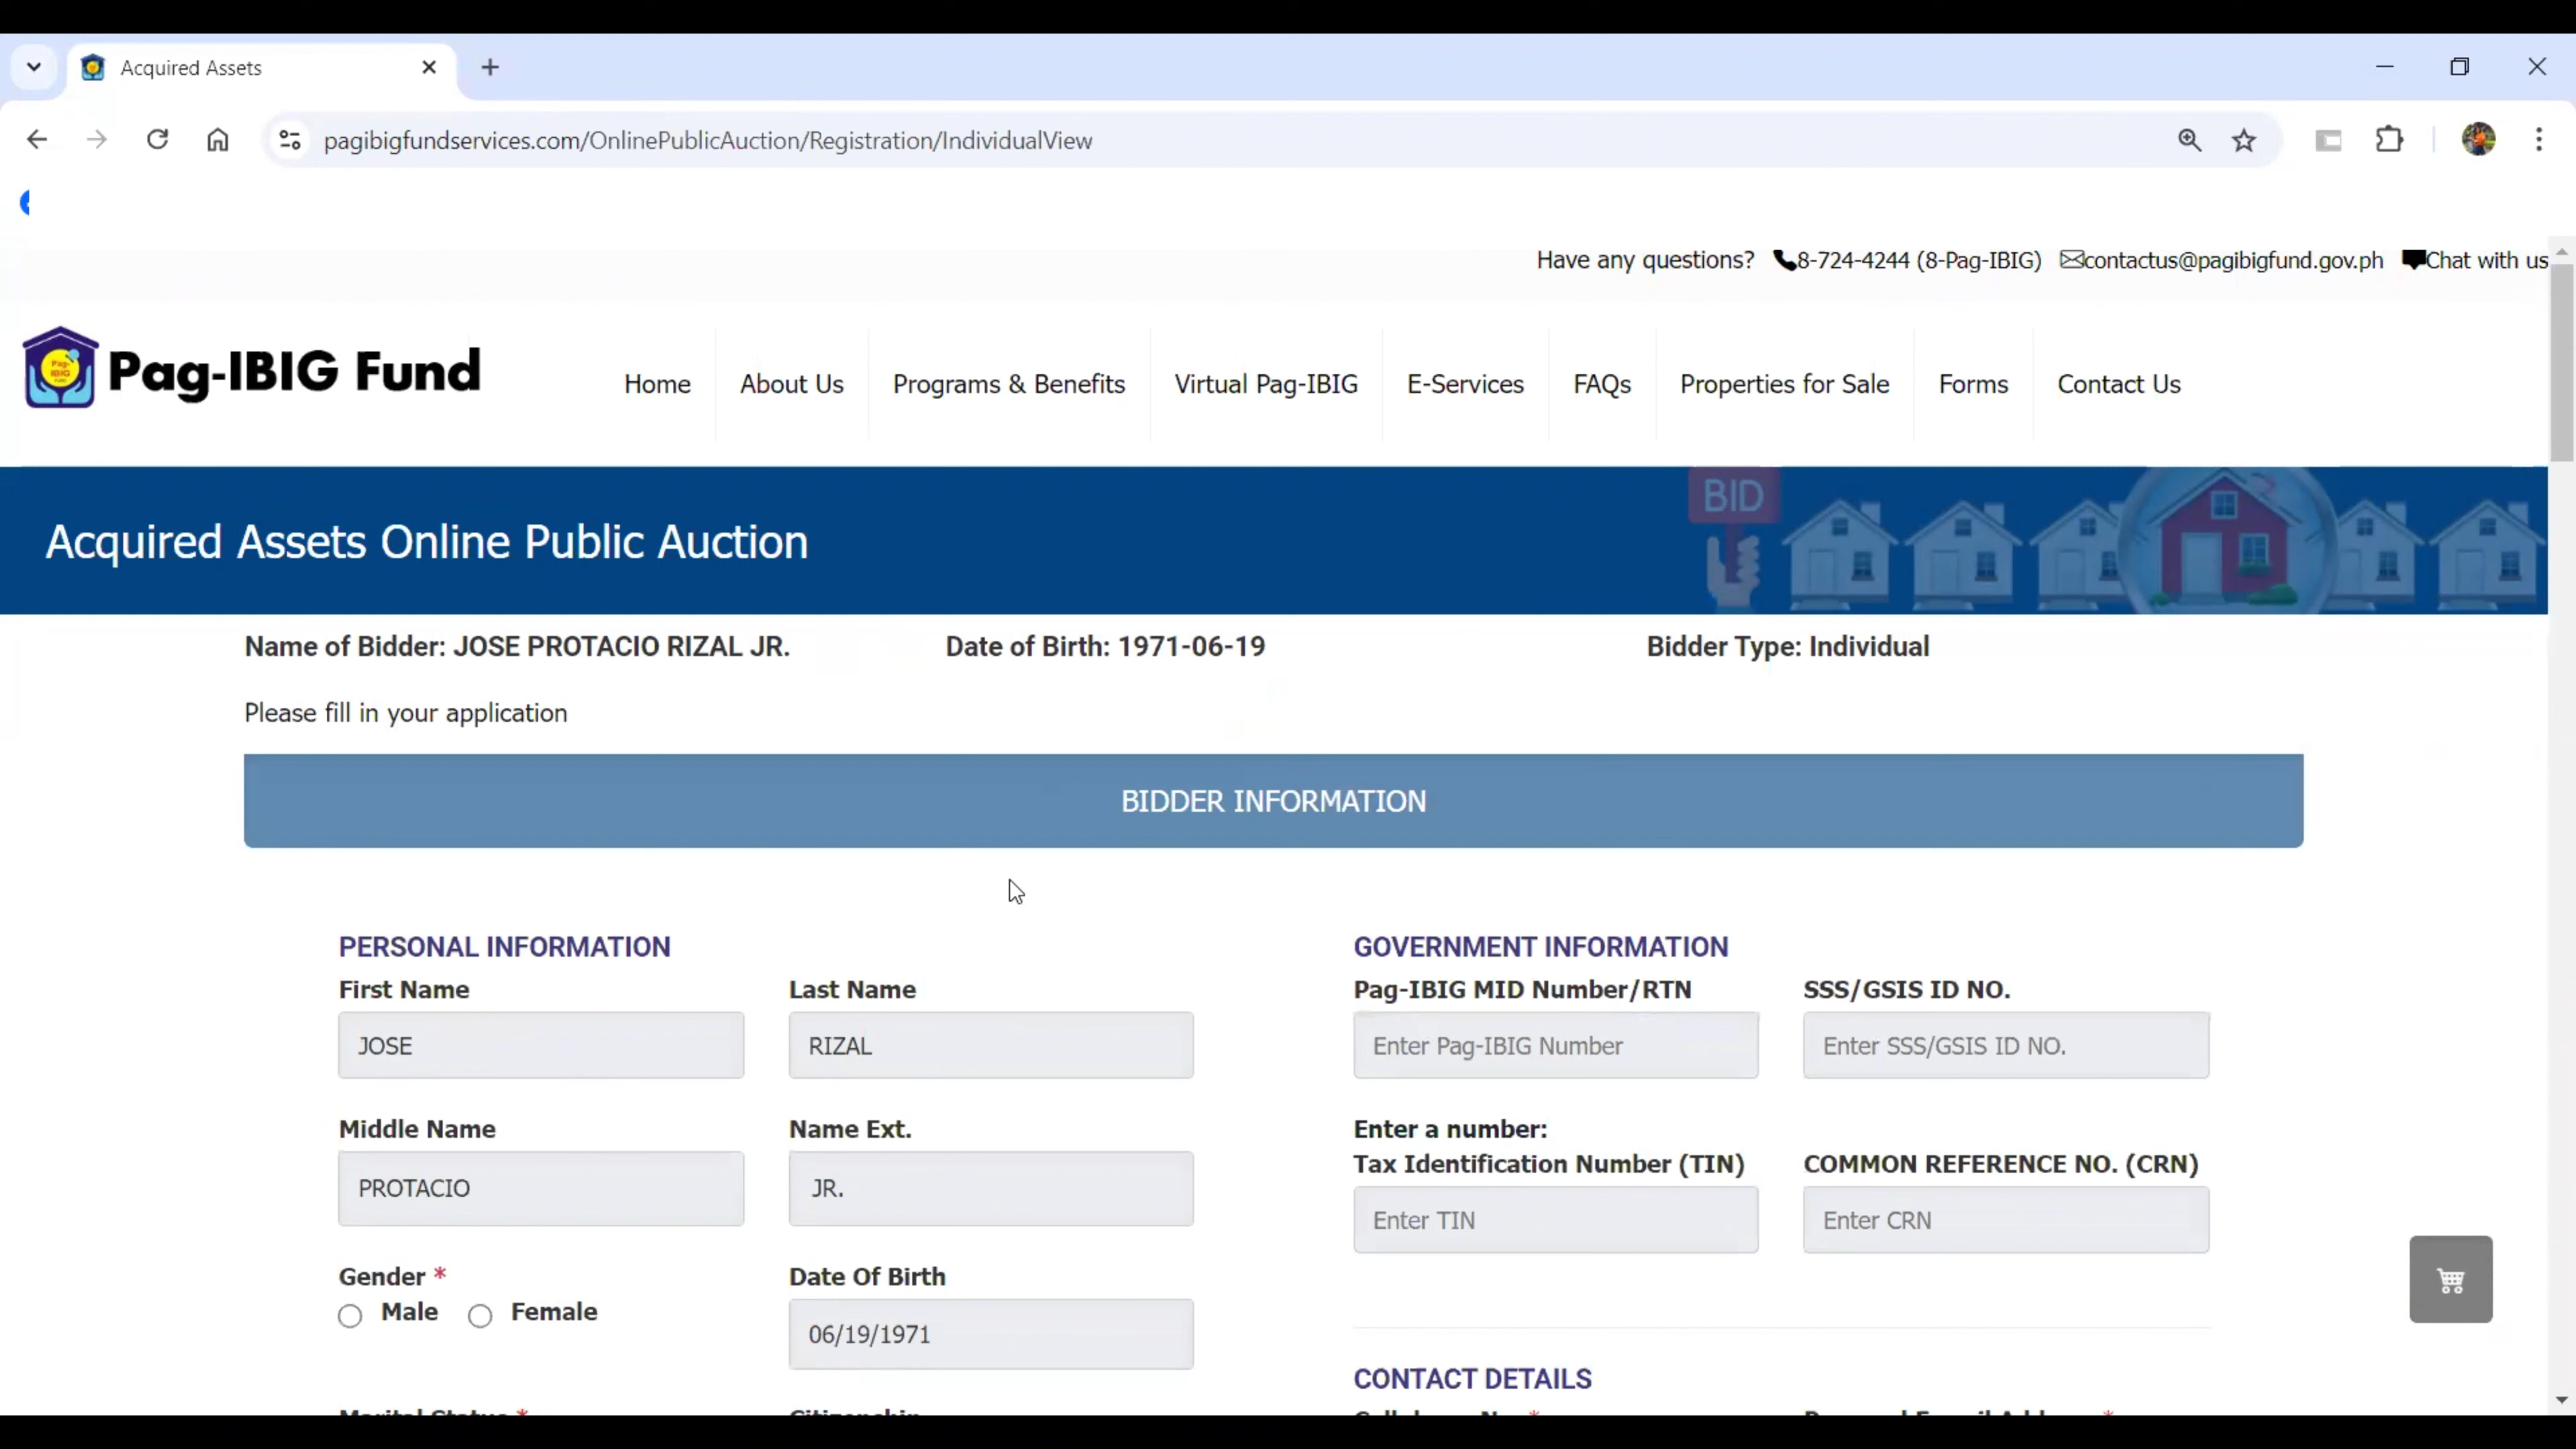 Acquired Assets
pagibigfundservices.com/OnlinePublicAuction/Registration/IndividualView
Have any questions? 8-724-4244 (8-Pag-IBIG) contactus@pagibigfund.gov.ph Chat with us
Pag-IBIG Fund
Home About Us Programs & Benefits Virtual Pag-IBIG E-Services FAQs Properties for Sale Forms Contact Us
BID
Acquired Assets Online Public Auction
Name of Bidder: JOSE PROTACIO RIZAL JR. Date of Birth: 1971-06-19 Bidder Type: Individual
Please fill in your application
BIDDER INFORMATION
PERSONAL INFORMATION
First Name Last Name
JOSE RIZAL
Middle Name Name Ext.
PROTACIO JR.
Gender * Date Of Birth
Male Female
06/19/1971
GOVERNMENT INFORMATION
Pag-IBIG MID Number/RTN SSS/GSIS ID NO.
Enter Pag-IBIG Number Enter SSS/GSIS ID NO.
Enter a number:
Tax Identification Number (TIN) COMMON REFERENCE NO. (CRN)
Enter TIN Enter CRN
CONTACT DETAILS